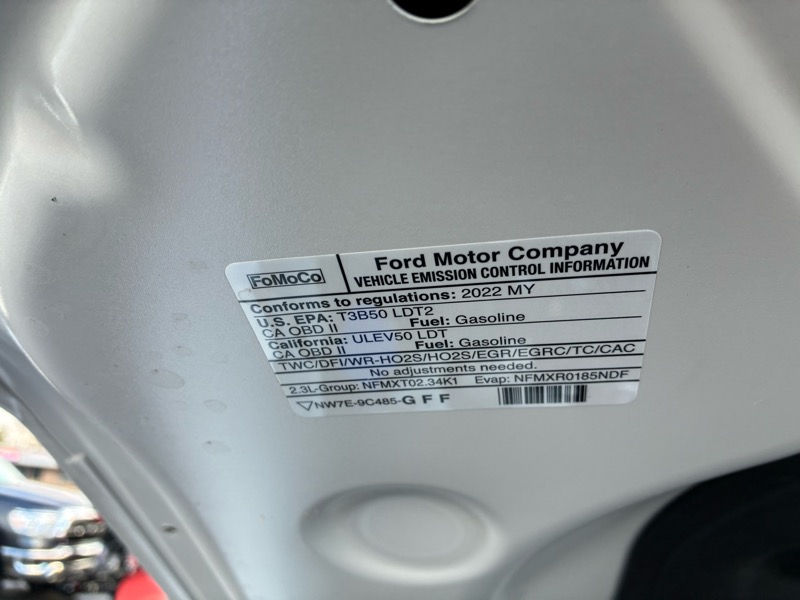 FoMoCo
Ford Motor Company
VEHICLE EMISSION CONTROL INFORMATION
Conforms to regulations: 2022 MY
U.S. EPA: T3B50 LDT2
CA OBD II Fuel: Gasoline
California: ULEV50 LDT
CA OBD II Fuel: Gasoline
TWC/DFI/WR-HO2S/HO2S/EGR/EGRC/TC/CAC
No adjustments needed.
2.3L-Group: NFMXT02.34K1 Evap: NFMXR0185NDF
NW7E-9C485-G F F